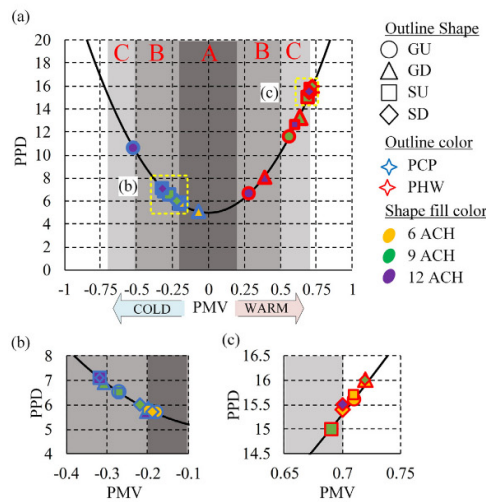 (a)
C B A B C
20
18
16
14
12
10
8
6
4
2
0
PPD
(c)
(b)
-1 -0.75 -0.5 -0.25 0 0.25 0.5 0.75 1
COLD PMV WARM
Outline Shape
GU
GD
SU
SD
Outline color
PCP
PHW
Shape fill color
6 ACH
9 ACH
12 ACH
(b)
8
7
6
5
4
PPD
-0.4 -0.3 -0.2 -0.1
PMV
(c)
16.5
16
15.5
15
14.5
PPD
0.65 0.7 0.75
PMV